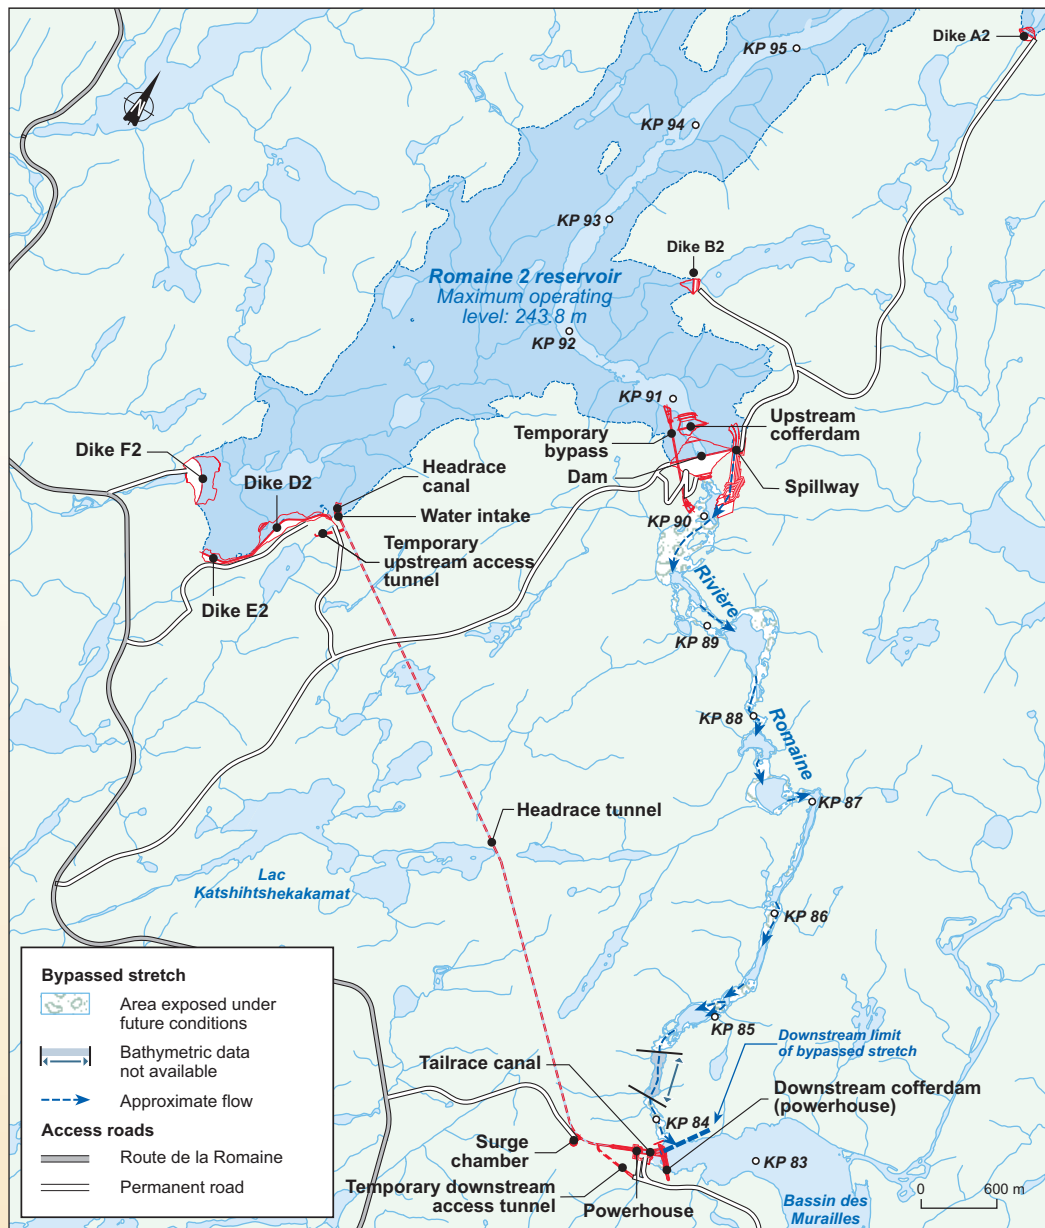 KP 95
Dike A2
KP 94
KP 93
Dike B2
Romaine 2 reservoir
Maximum operating
level: 243.8 m
KP 92
KP 91
Upstream
cofferdam
Temporary
bypass
Dam
Spillway
Dike F2
Dike D2
Headrace
canal
Water intake
KP 90
Temporary
upstream access
tunnel
Dike E2
Rivière
KP 89
KP 88
Romaine
KP 87
Headrace tunnel
Lac
Katshihtshekakamat
KP 86
KP 85
Downstream limit
of bypassed stretch
Tailrace canal
Downstream cofferdam
(powerhouse)
KP 84
Surge
chamber
KP 83
Temporary downstream
access tunnel
Powerhouse
Bassin des
Murailles
0 600 m
Bypassed stretch
Area exposed under
future conditions
Bathymetric data
not available
Approximate flow
Access roads
Route de la Romaine
Permanent road